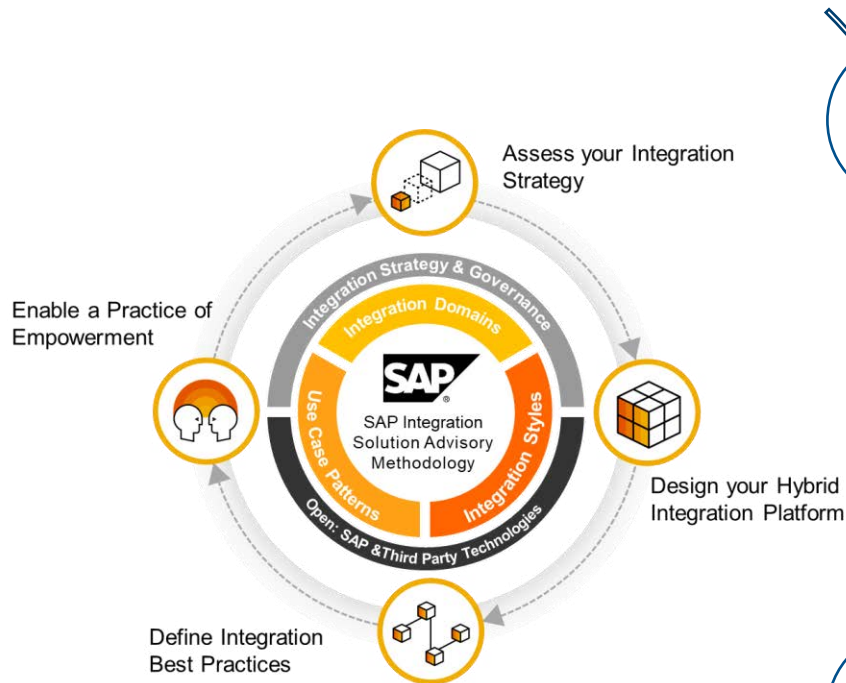 Assess your Integration
Strategy
Enable a Practice of
Empowerment
Integration Strategy & Governance
Integration Domains
Use Case Patterns
Integration Styles
SAP
®
SAP Integration
Solution Advisory
Methodology
Open: SAP &Third Party Technologies
Design your Hybrid
Integration Platform
Define Integration
Best Practices